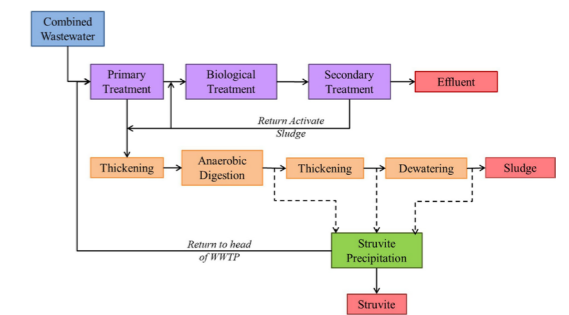 Combined
Wastewater
Primary
Treatment
Biological
Treatment
Secondary
Treatment
Effluent
Return Activate
Sludge
Thickening
Anaerobic
Digestion
Thickening
Dewatering
Sludge
Return to head
of WWTP
Struvite
Precipitation
Struvite